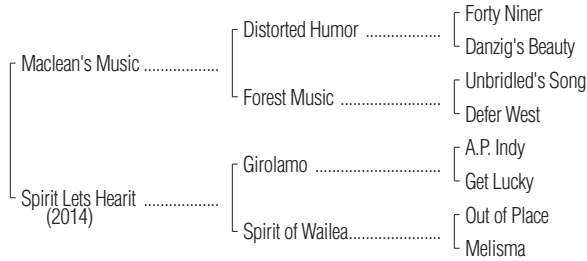 Forty Niner
Distorted Humor ..................
Danzig's Beauty
Maclean's Music ..................
Unbridled's Song
Forest Music ........................
Defer West
A.P. Indy
Girolamo ..............................
Get Lucky
Spirit Lets Hearit ..................
(2014)
Out of Place
Spirit of Wailea......................
Melisma